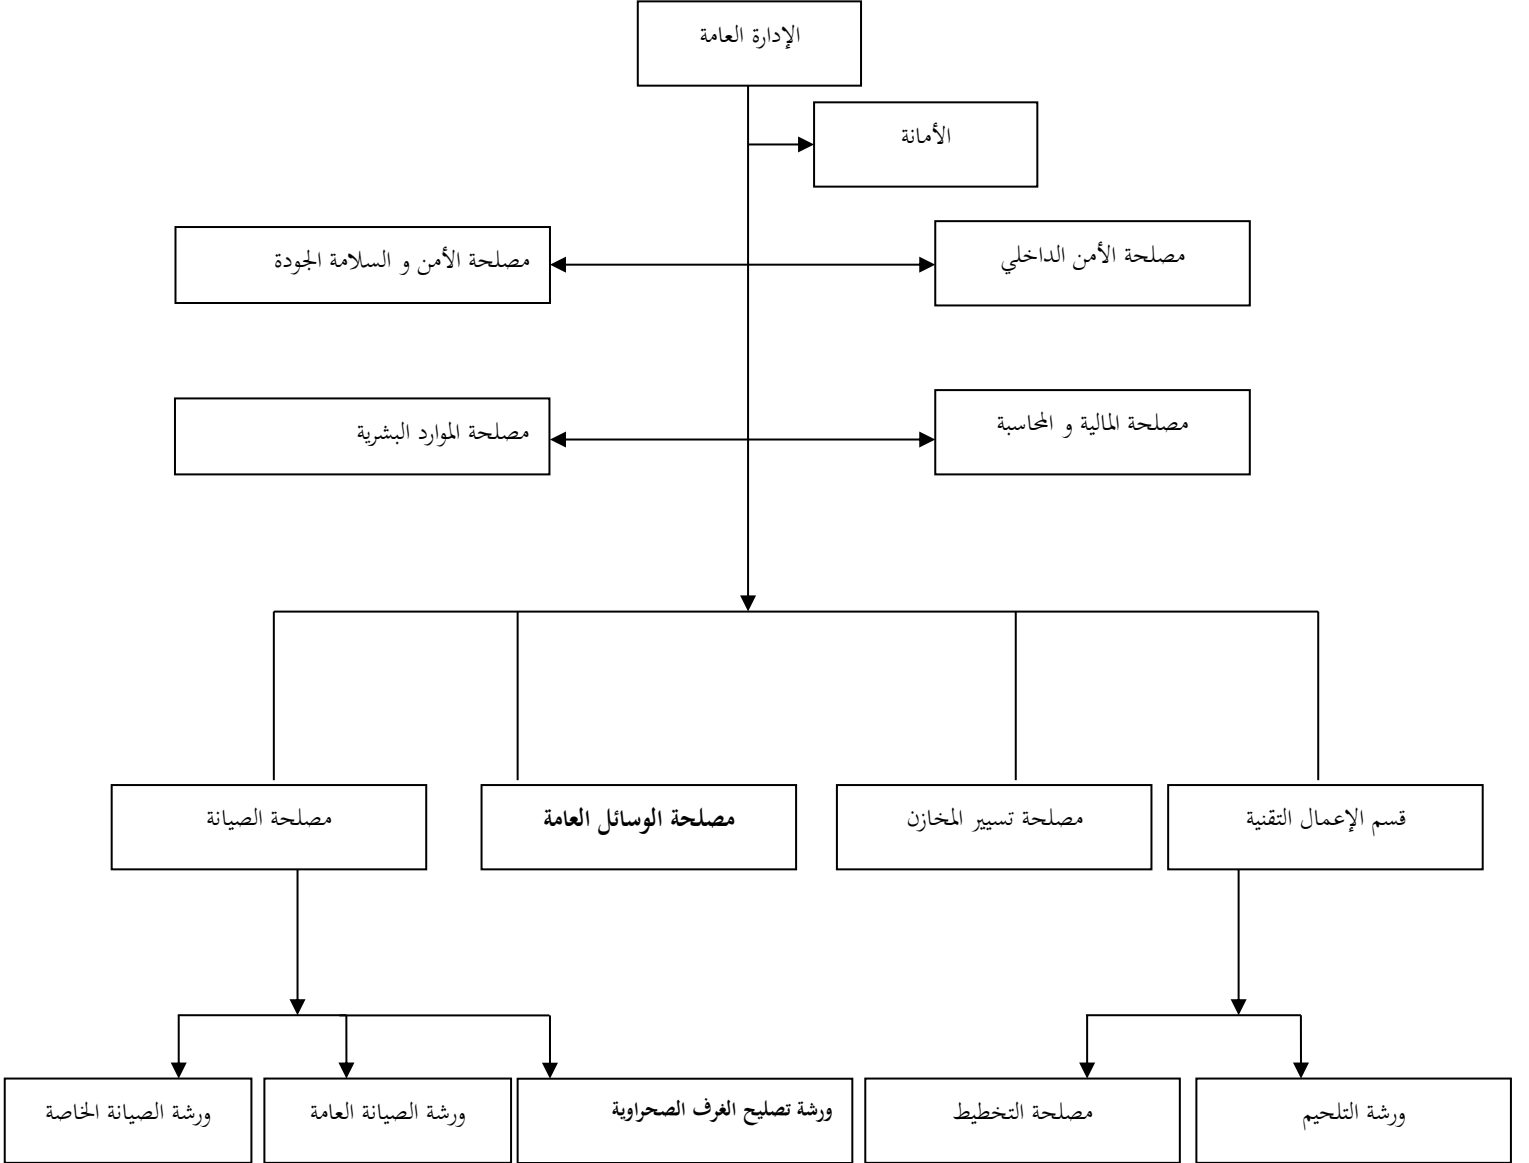 الإدارة العامة
الأمانة
مصلحة الأمن الداخلي
مصلحة الأمن و السلامة الجودة
مصلحة المالية و المحاسبة
مصلحة الموارد البشرية
قسم الإعمال التقنية
مصلحة تسيير المخازن
مصلحة الوسائل العامة
مصلحة الصيانة
ورشة التلحيم
مصلحة التخطيط
ورشة تصليح الغرف الصحراوية
ورشة الصيانة العامة
ورشة الصيانة الخاصة